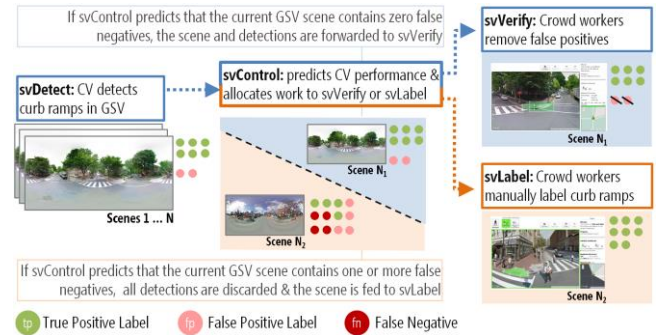 If svControl predicts that the current GSV scene contains zero false
negatives, the scene and detections are forwarded to svVerify
svVerify: Crowd workers
remove false positives
svDetect: CV detects
curb ramps in GSV
svControl: predicts CV performance &
allocates work to svVerify or svLabel
Scene N1
Scene N1
Scenes 1 ... N
Scene N2
svLabel: Crowd workers
manually label curb ramps
Scene N2
If svControl predicts that the current GSV scene contains one or more false
negatives, all detections are discarded & the scene is fed to svLabel
tp True Positive Label
fp False Positive Label
fn False Negative